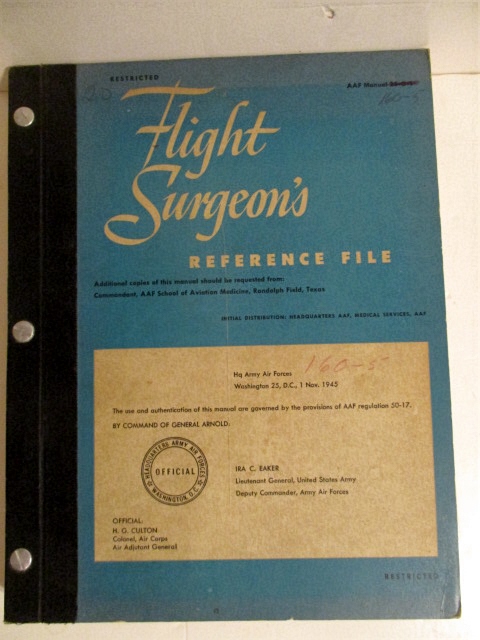 RESTRICTED
20
AAF Manual
160-5
Flight
Surgeon's
REFERENCE FILE
Additional copies of this manual should be requested from:
Commandant, AAF School of Aviation Medicine, Randolph Field, Texas
INITIAL DISTRIBUTION: HEADQUARTERS AAF, MEDICAL SERVICES, AAF
160-5
Hq Army Air Forces
Washington 25, D.C., 1 Nov. 1945
The use and authentication of this manual are governed by the provisions of AAF regulation 50-17.
BY COMMAND OF GENERAL ARNOLD:
HEADQUARTERS ARMY AIR FORCES
OFFICIAL
WASHINGTON, D.C.
IRA C. EAKER
Lieutenant General, United States Army
Deputy Commander, Army Air Forces
OFFICIAL:
H. G. CULTON
Colonel, Air Corps
Air Adjutant General
RESTRICTED